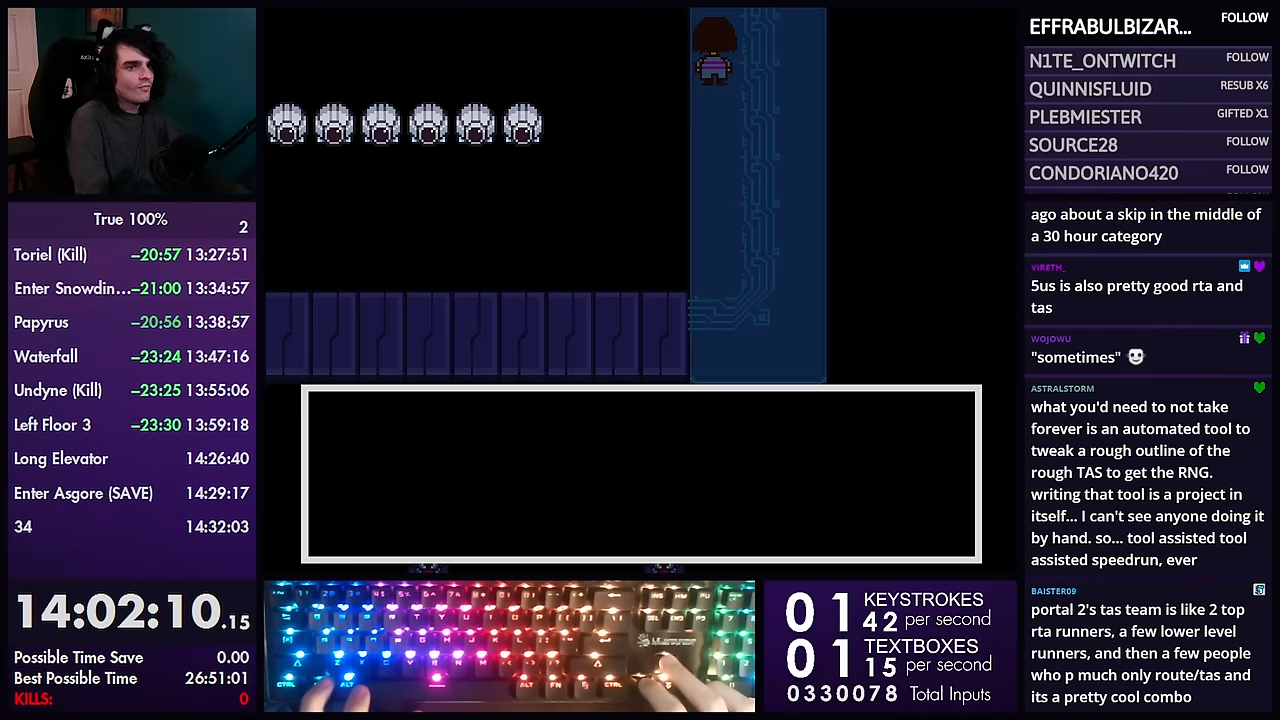 True 100%
2
Toriel (Kill) −20:57 13:27:51
Enter Snowdin... −21:00 13:34:57
Papyrus −20:56 13:38:57
Waterfall −23:24 13:47:16
Undyne (Kill) −23:25 13:55:06
Left Floor 3 −23:30 13:59:18
Long Elevator 14:26:40
Enter Asgore (SAVE) 14:29:17
34 14:32:03
14:02:10.15
Possible Time Save 0.00
Best Possible Time 26:51:01
KILLS: 0
01 42 KEYSTROKES per second
01 15 TEXTBOXES per second
0330078 Total Inputs
EFFRABULBIZAR... FOLLOW
N1TE_ONTWITCH FOLLOW
QUINNISFLUID RESUB X6
PLEBMIESTER GIFTED X1
SOURCE28 FOLLOW
CONDORIANO420 FOLLOW
ago about a skip in the middle of
a 30 hour category
VIRETH_
5us is also pretty good rta and
tas
WOJOWU
"sometimes"
ASTRALSTORM
what you'd need to not take
forever is an automated tool to
tweak a rough outline of the
rough TAS to get the RNG.
writing that tool is a project in
itself... I can't see anyone doing it
by hand. so... tool assisted tool
assisted speedrun, ever
BAISTER09
portal 2's tas team is like 2 top
rta runners, a few lower level
runners, and then a few people
who p much only route/tas and
its a pretty cool combo